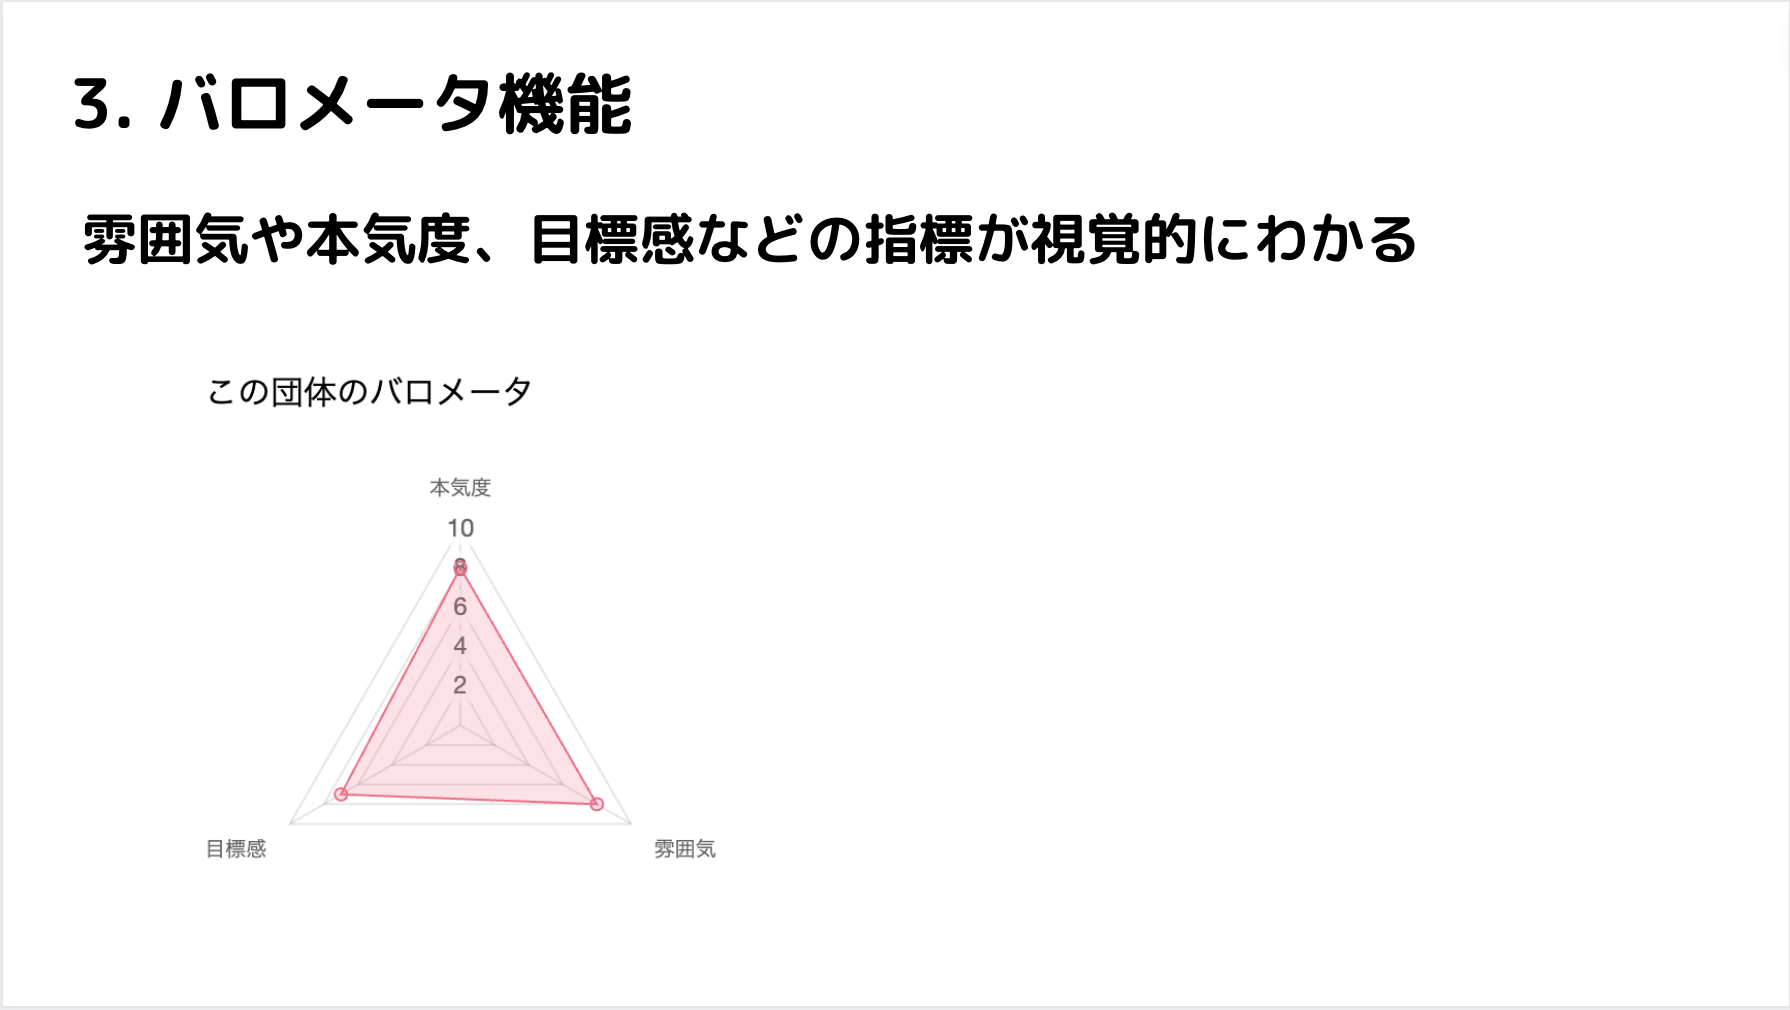 3. バロメータ機能
雰囲気や本気度、目標感などの指標が視覚的にわかる
この団体のバロメータ
本気度
10
8
6
4
2
目標感
雰囲気